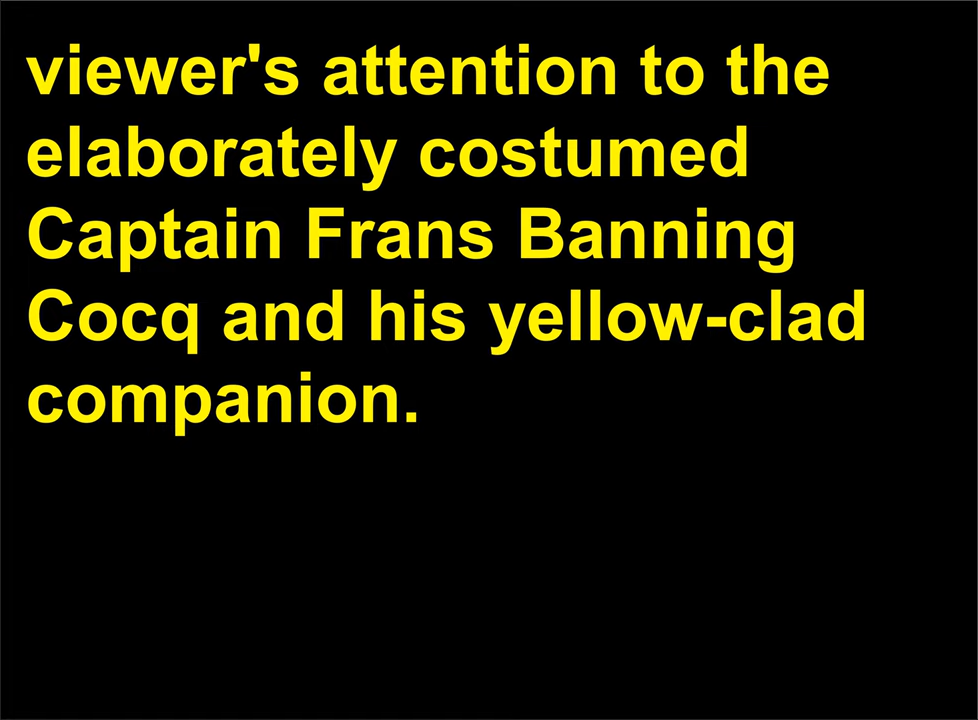 viewer's attention to the
elaborately costumed
Captain Frans Banning
Cocq and his yellow-clad
companion.